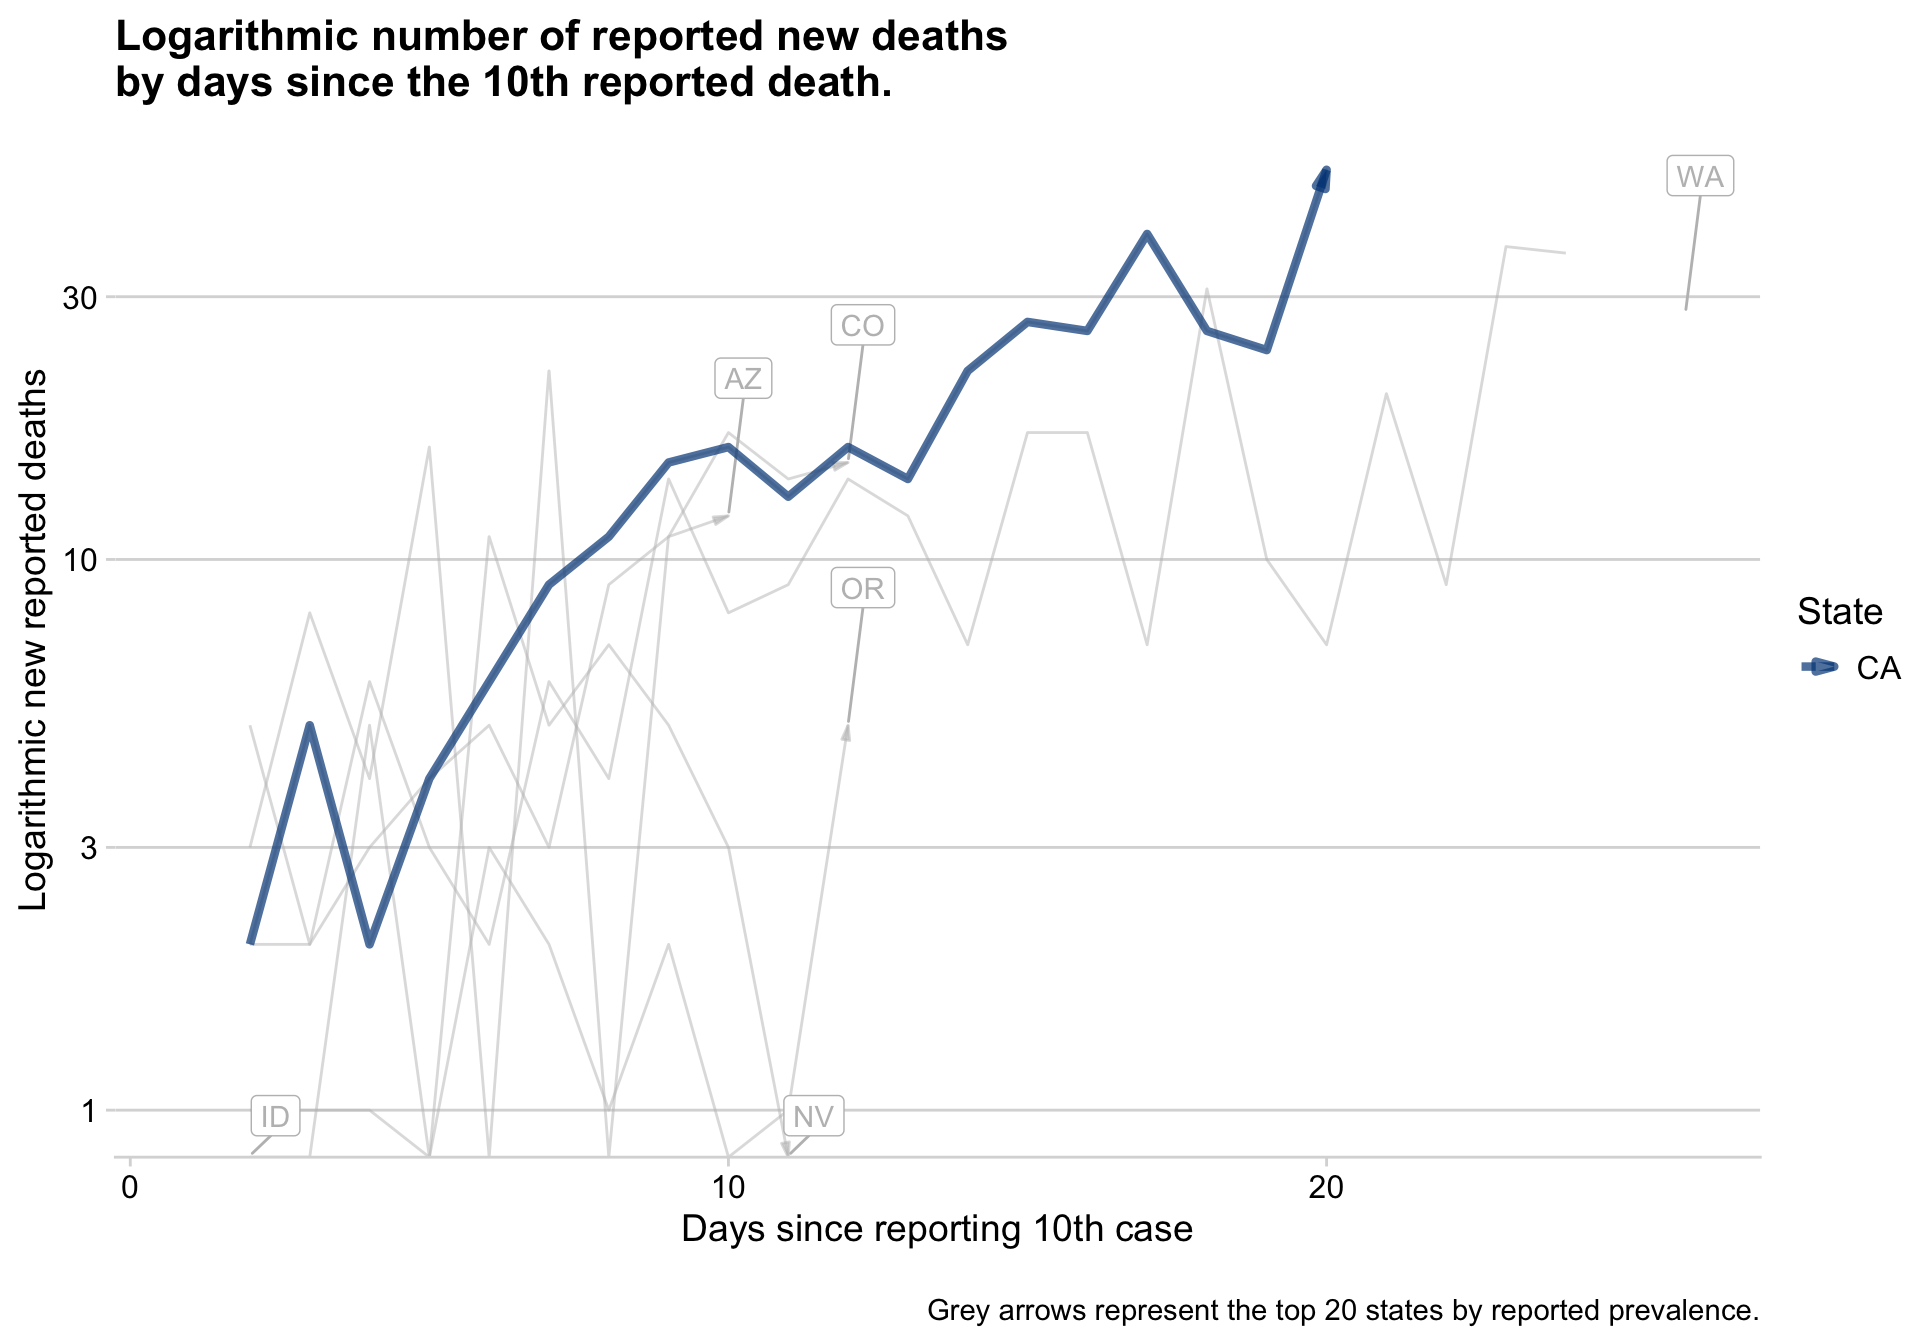 Logarithmic number of reported new deaths
by days since the 10th reported death.
WA
30
CO
AZ
10
OR
Logarithmic new reported deaths
State
CA
3
1
ID
NV
0
10
20
Days since reporting 10th case
Grey arrows represent the top 20 states by reported prevalence.